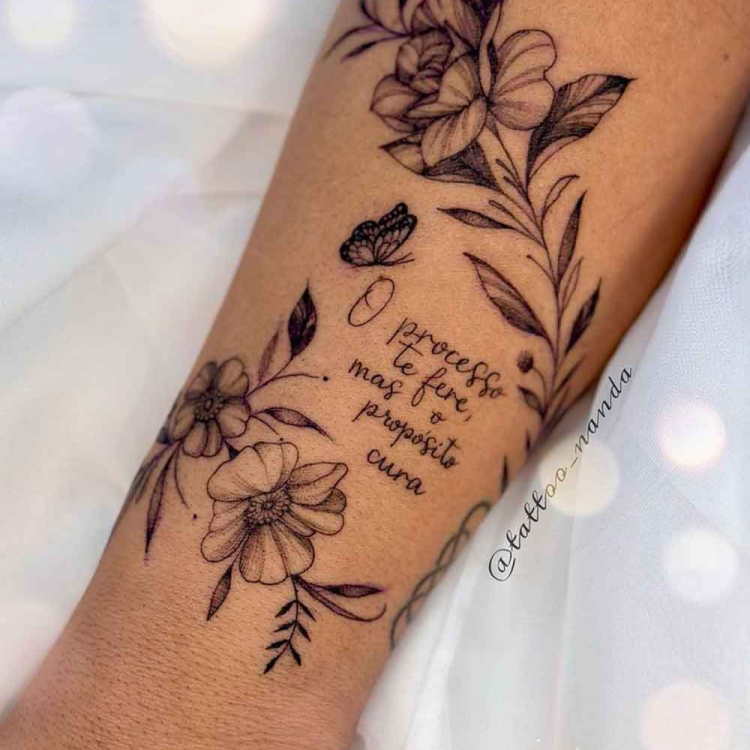 O processo
te fere,
mas o
propósito
cura
@tattoo_nanda